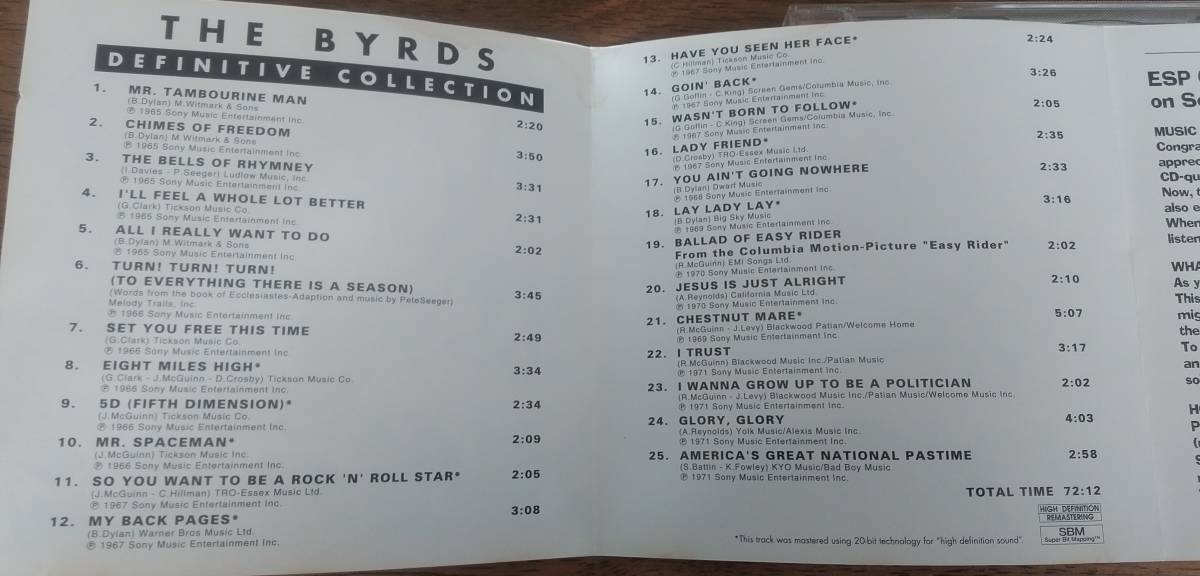 THE BYRDS
DEFINITIVE COLLECTION
1. MR. TAMBOURINE MAN 2:20
(B.Dylan) M.Witmark & Sons
℗ 1965 Sony Music Entertainment Inc.
2. CHIMES OF FREEDOM 3:50
(B.Dylan) M.Witmark & Sons
℗ 1965 Sony Music Entertainment Inc.
3. THE BELLS OF RHYMNEY 3:31
(I.Davies - P.Seeger) Ludlow Music, Inc.
℗ 1965 Sony Music Entertainment Inc.
4. I'LL FEEL A WHOLE LOT BETTER 2:31
(G.Clark) Tickson Music Co.
℗ 1965 Sony Music Entertainment Inc.
5. ALL I REALLY WANT TO DO 2:02
(B.Dylan) M.Witmark & Sons
℗ 1965 Sony Music Entertainment Inc.
6. TURN! TURN! TURN!
(TO EVERYTHING THERE IS A SEASON) 3:45
(Words from the book of Ecclesiastes-Adaption and music by PeteSeeger)
Melody Trails, Inc.
℗ 1966 Sony Music Entertainment Inc.
7. SET YOU FREE THIS TIME 2:49
(G.Clark) Tickson Music Co.
℗ 1966 Sony Music Entertainment Inc.
8. EIGHT MILES HIGH* 3:34
(G.Clark - J.McGuinn - D.Crosby) Tickson Music Co.
℗ 1966 Sony Music Entertainment Inc.
9. 5D (FIFTH DIMENSION)* 2:34
(J.McGuinn) Tickson Music Co.
℗ 1966 Sony Music Entertainment Inc.
10. MR. SPACEMAN* 2:09
(J.McGuinn) Tickson Music Inc.
℗ 1966 Sony Music Entertainment Inc.
11. SO YOU WANT TO BE A ROCK 'N' ROLL STAR* 2:05
(J.McGuinn - C.Hillman) TRO-Essex Music Ltd.
℗ 1967 Sony Music Entertainment Inc.
12. MY BACK PAGES* 3:08
(B.Dylan) Warner Bros Music Ltd.
℗ 1967 Sony Music Entertainment Inc.
13. HAVE YOU SEEN HER FACE* 2:24
(C.Hillman) Tickson Music Co.
℗ 1967 Sony Music Entertainment Inc.
14. GOIN' BACK* 3:26
(G.Goffin - C.King) Screen Gems/Columbia Music, Inc.
℗ 1967 Sony Music Entertainment Inc.
15. WASN'T BORN TO FOLLOW* 2:05
(G.Goffin - C.King) Screen Gems/Columbia Music, Inc.
℗ 1967 Sony Music Entertainment Inc.
16. LADY FRIEND* 2:35
(D.Crosby) TRO-Essex Music Ltd.
℗ 1967 Sony Music Entertainment Inc.
17. YOU AIN'T GOING NOWHERE 2:33
(B.Dylan) Dwarf Music
℗ 1968 Sony Music Entertainment Inc.
18. LAY LADY LAY* 3:16
(B.Dylan) Big Sky Music
℗ 1969 Sony Music Entertainment Inc.
19. BALLAD OF EASY RIDER
From the Columbia Motion-Picture "Easy Rider" 2:02
(R.McGuinn) EMI Songs Ltd.
℗ 1970 Sony Music Entertainment Inc.
20. JESUS IS JUST ALRIGHT 2:10
(A.Reynolds) California Music Ltd.
℗ 1970 Sony Music Entertainment Inc.
21. CHESTNUT MARE* 5:07
(R.McGuinn - J.Levy) Blackwood Patian/Welcome Home
℗ 1969 Sony Music Entertainment Inc.
22. I TRUST 3:17
(R.McGuinn) Blackwood Music Inc./Patian Music
℗ 1971 Sony Music Entertainment Inc.
23. I WANNA GROW UP TO BE A POLITICIAN 2:02
(R.McGuinn - J.Levy) Blackwood Music Inc./Patian Music/Welcome Music Inc.
℗ 1971 Sony Music Entertainment Inc.
24. GLORY, GLORY 4:03
(A.Reynolds) Yolk Music/Alexis Music Inc.
℗ 1971 Sony Music Entertainment Inc.
25. AMERICA'S GREAT NATIONAL PASTIME 2:58
(S.Battin - K.Fowley) KYO Music/Bad Boy Music
℗ 1971 Sony Music Entertainment Inc.
TOTAL TIME 72:12
HIGH DEFINITION
REMASTERING
SBM
Super Bit Mapping™
*This track was mastered using 20-bit technology for "high definition sound".
ESP
on
MUSIC
Congra
apprec
CD-qu
Now, t
also e
When
listen
WHA
As y
This
mig
the
To
an
so